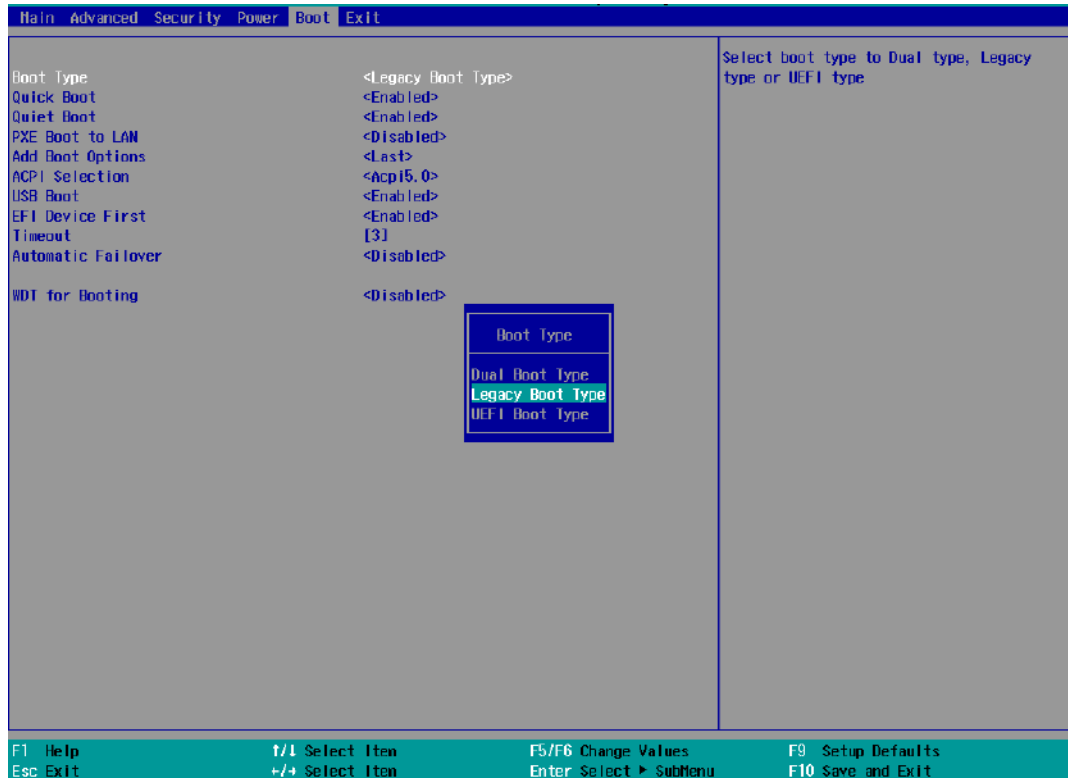 Main Advanced Security Power Boot Exit
Boot Type <Legacy Boot Type>
Quick Boot <Enabled>
Quiet Boot <Enabled>
PXE Boot to LAN <Disabled>
Add Boot Options <Last>
ACPI Selection <Acpi5.0>
USB Boot <Enabled>
EFI Device First <Enabled>
Timeout [3]
Automatic Failover <Disabled>
WDT for Booting <Disabled>
Boot Type
Dual Boot Type
Legacy Boot Type
UEFI Boot Type
Select boot type to Dual type, Legacy
type or UEFI type
F1 Help ↑/↓ Select Item F5/F6 Change Values F9 Setup Defaults
Esc Exit ←/→ Select Item Enter Select ► SubMenu F10 Save and Exit